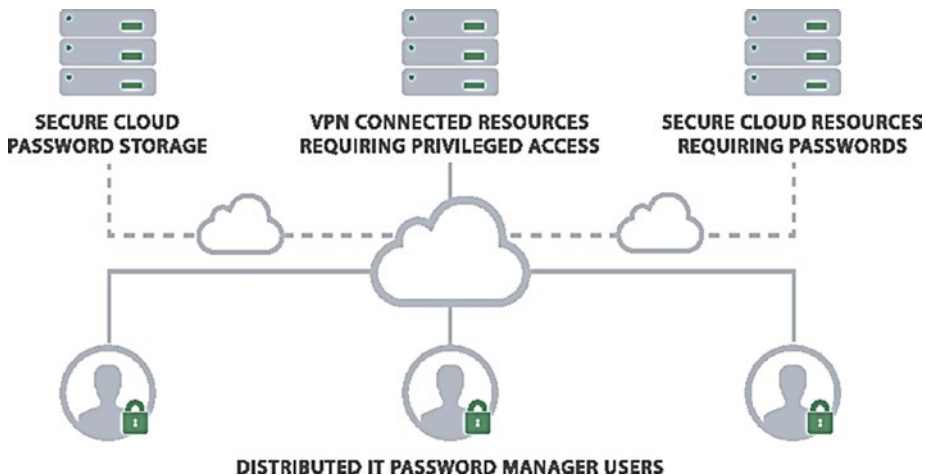 SECURE CLOUD
PASSWORD STORAGE
VPN CONNECTED RESOURCES
REQUIRING PRIVILEGED ACCESS
SECURE CLOUD RESOURCES
REQUIRING PASSWORDS
DISTRIBUTED IT PASSWORD MANAGER USERS